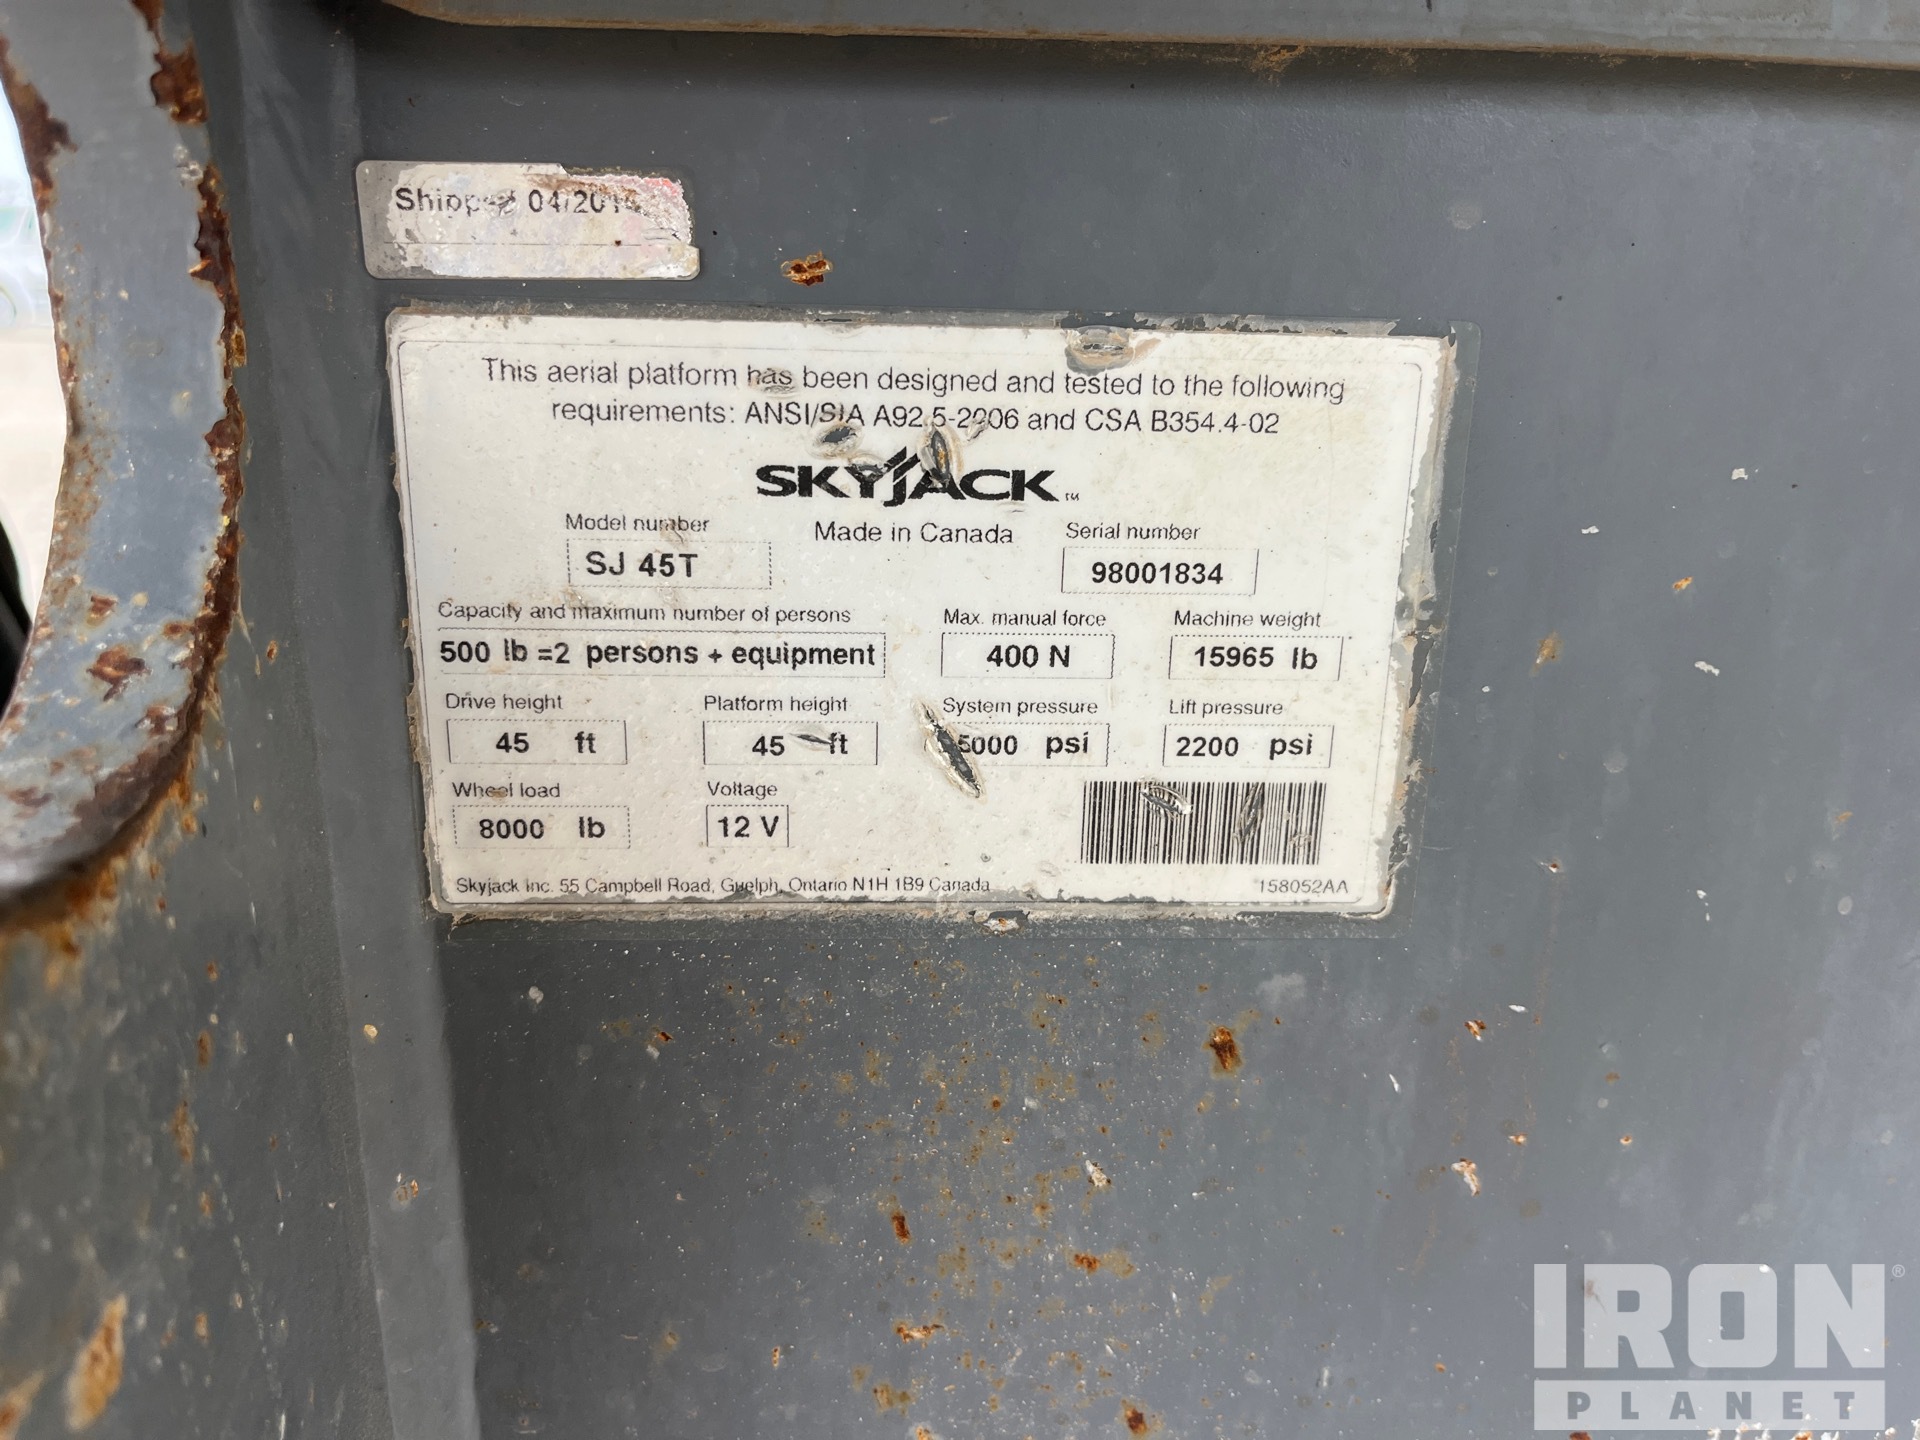 Shipped 04/2014
This aerial platform has been designed and tested to the following
requirements: ANSI/SIA A92.5-2006 and CSA B354.4-02
SKYJACK™
Model number Made in Canada Serial number
SJ 45T 98001834
Capacity and maximum number of persons Max. manual force Machine weight
500 lb =2 persons + equipment 400 N 15965 lb
Drive height Platform height System pressure Lift pressure
45 ft 45 ft 5000 psi 2200 psi
Wheel load Voltage
8000 lb 12 V
Skyjack Inc. 55 Campbell Road, Guelph, Ontario N1H 1B9 Canada 158052AA
IRON®
PLANET